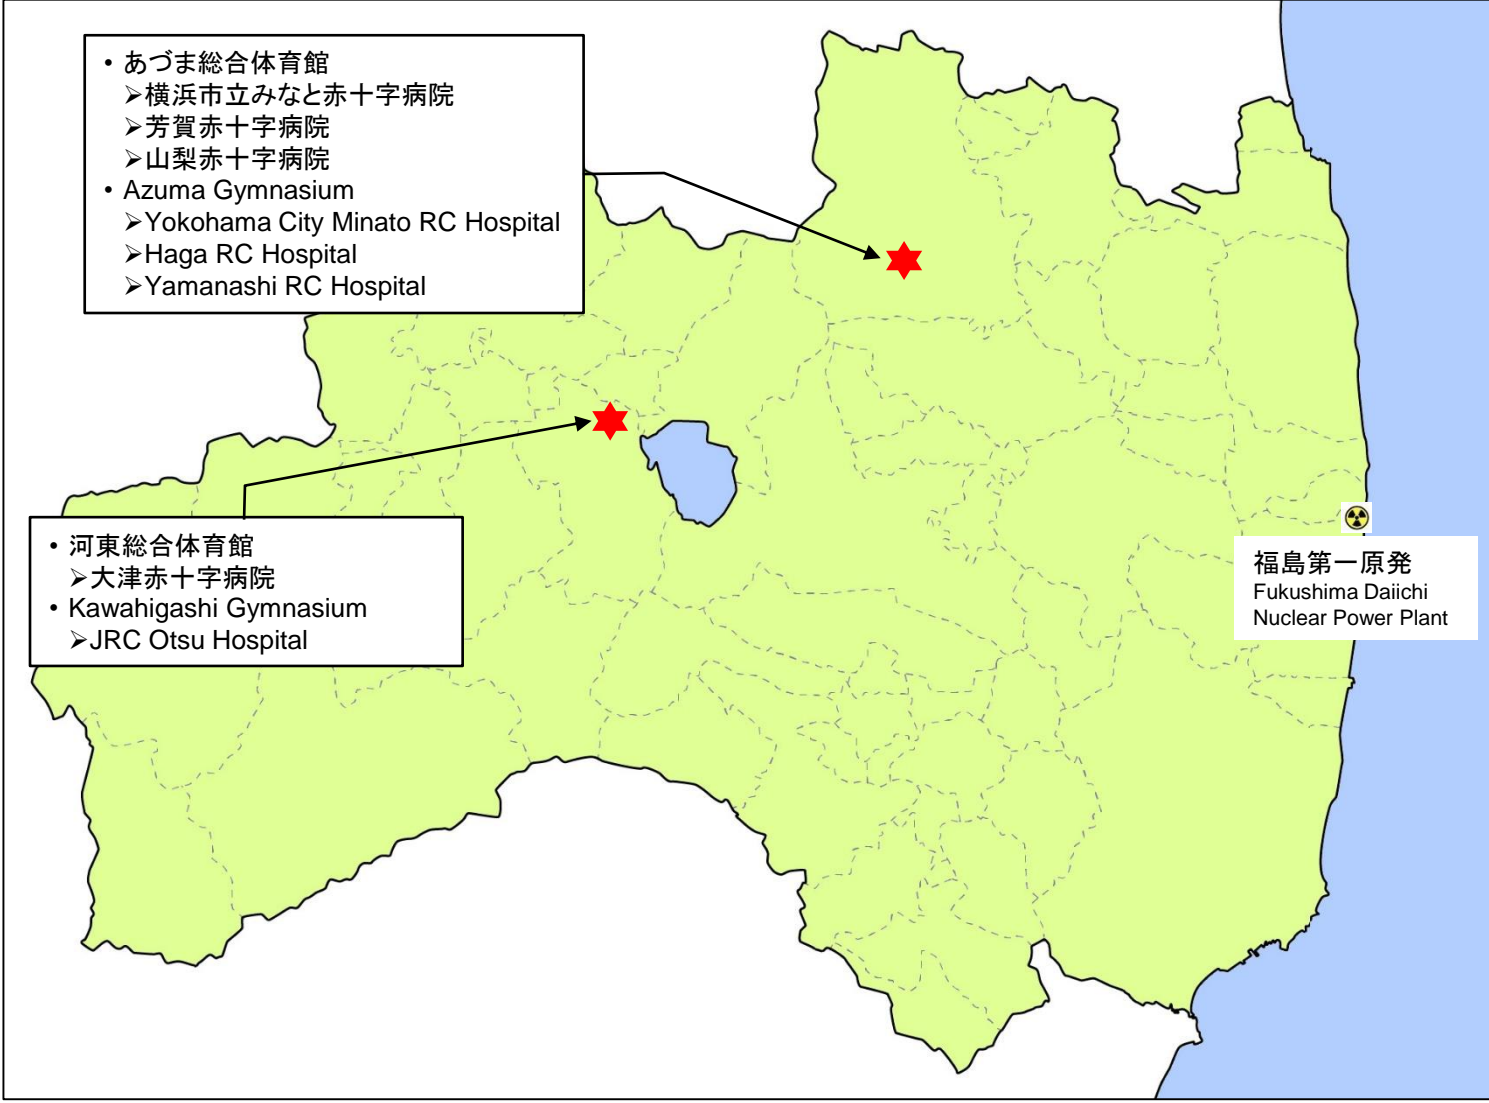 • あづま総合体育館
➢横浜市立みなと赤十字病院
➢芳賀赤十字病院
➢山梨赤十字病院
• Azuma Gymnasium
➢Yokohama City Minato RC Hospital
➢Haga RC Hospital
➢Yamanashi RC Hospital
• 河東総合体育館
➢大津赤十字病院
• Kawahigashi Gymnasium
➢JRC Otsu Hospital
福島第一原発
Fukushima Daiichi
Nuclear Power Plant